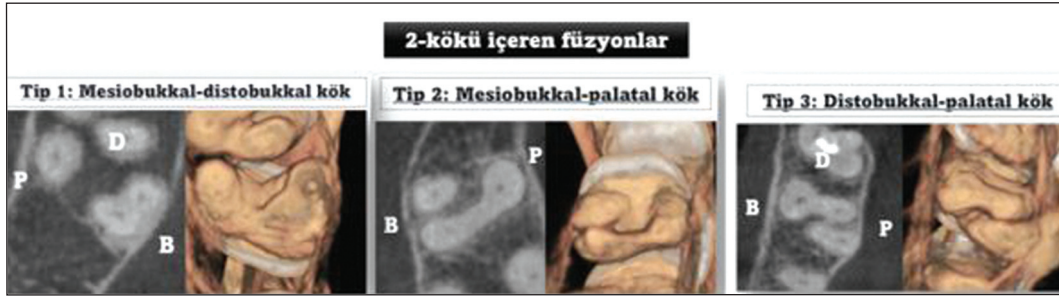 2-kökü içeren füzyonlar
Tip 1: Mesiobukkal-distobukkal kök
Tip 2: Mesiobukkal-palatal kök
Tip 3: Distobukkal-palatal kök
D
P
B
P
B
D
B
P